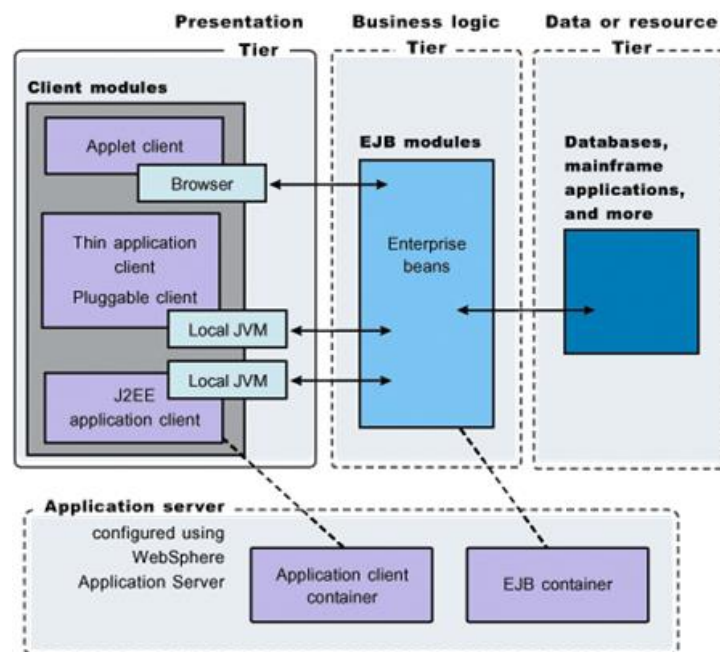 Presentation
Tier
Business logic
Tier
Data or resource
Tier
Client modules
Applet client
Browser
Thin application
client
Pluggable client
Local JVM
Local JVM
J2EE
application client
EJB modules
Enterprise
beans
Databases,
mainframe
applications,
and more
Application server
configured using
WebSphere
Application Server
Application client
container
EJB container